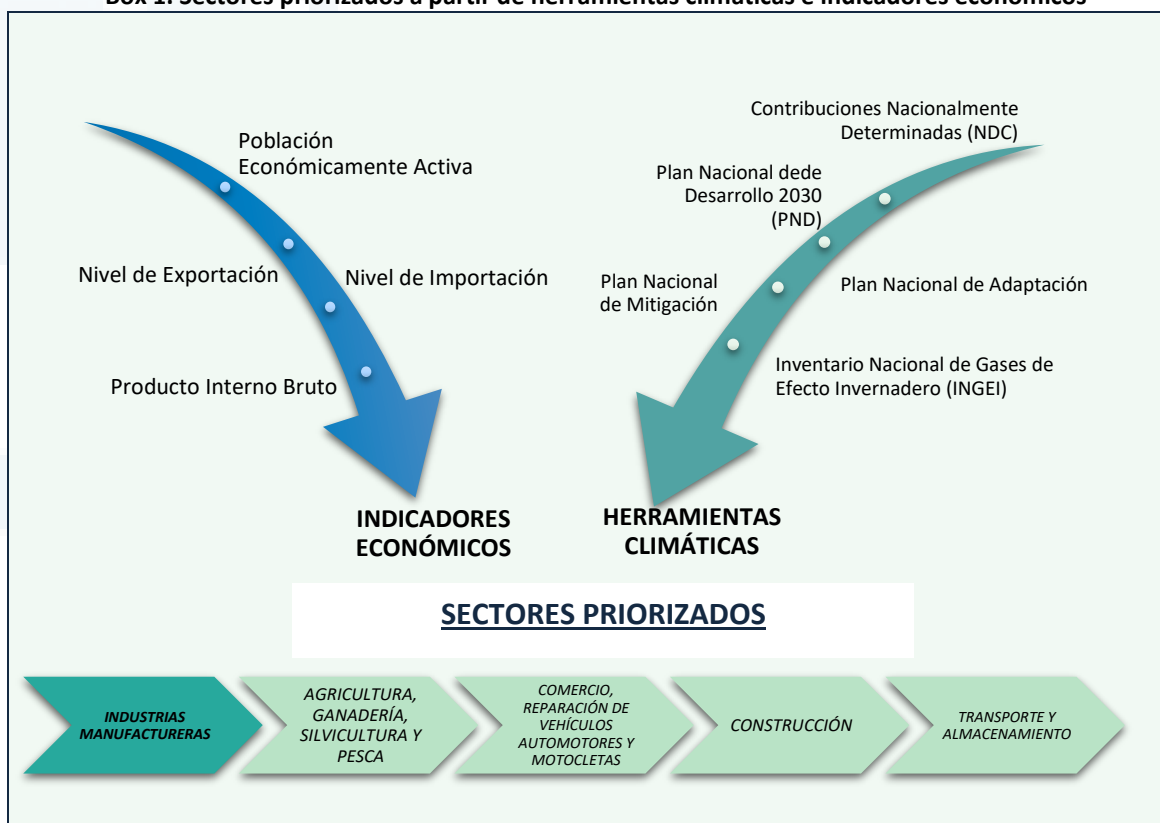 Box 1. Sectores priorizados a partir de herramientas climáticas e indicadores económicos
Población
Económicamente Activa
Nivel de Exportación
Nivel de Importación
Producto Interno Bruto
Contribuciones Nacionalmente
Determinadas (NDC)
Plan Nacional dede
Desarrollo 2030
(PND)
Plan Nacional
de Mitigación
Plan Nacional de Adaptación
Inventario Nacional de Gases de
Efecto Invernadero (INGEI)
INDICADORES
ECONÓMICOS
HERRAMIENTAS
CLIMÁTICAS
SECTORES PRIORIZADOS
INDUSTRIAS
MANUFACTURERAS
AGRICULTURA,
GANADERÍA,
SILVICULTURA Y
PESCA
COMERCIO,
REPARACIÓN DE
VEHÍCULOS
AUTOMOTORES Y
MOTOCLETAS
CONSTRUCCIÓN
TRANSPORTE Y
ALMACENAMIENTO